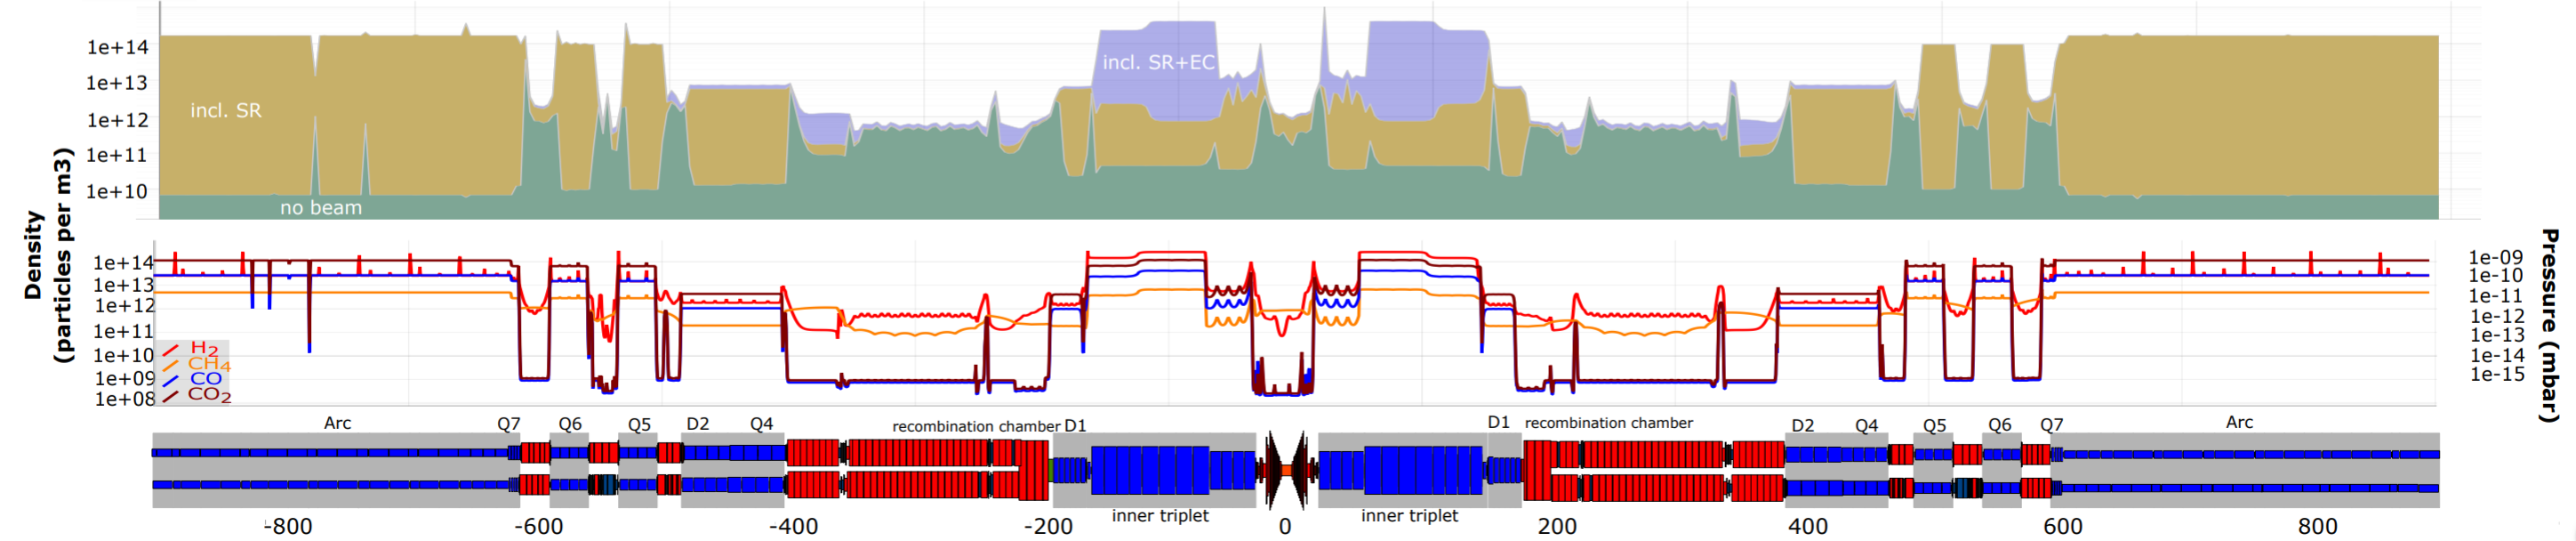 1e+14
1e+13
1e+12
1e+11
1e+10
incl. SR
incl. SR+EC
no beam
Density
(particles per m3)
1e+14
1e+13
1e+12
1e+11
1e+10
1e+09
1e+08
H2
CH4
CO
CO2
1e-09
1e-10
1e-11
1e-12
1e-13
1e-14
1e-15
Pressure (mbar)
Arc Q7 Q6 Q5 D2 Q4 recombination chamber D1 D1 recombination chamber D2 Q4 Q5 Q6 Q7 Arc
inner triplet inner triplet
-800 -600 -400 -200 0 200 400 600 800